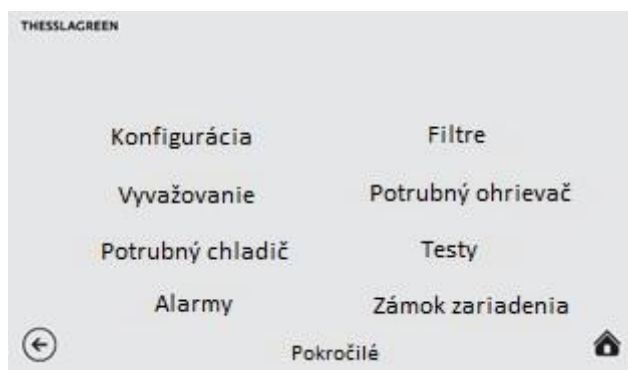 THESSLAGREEN
Konfigurácia Filtre
Vyvažovanie Potrubný ohrievač
Potrubný chladič Testy
Alarmy Zámok zariadenia
Pokročilé